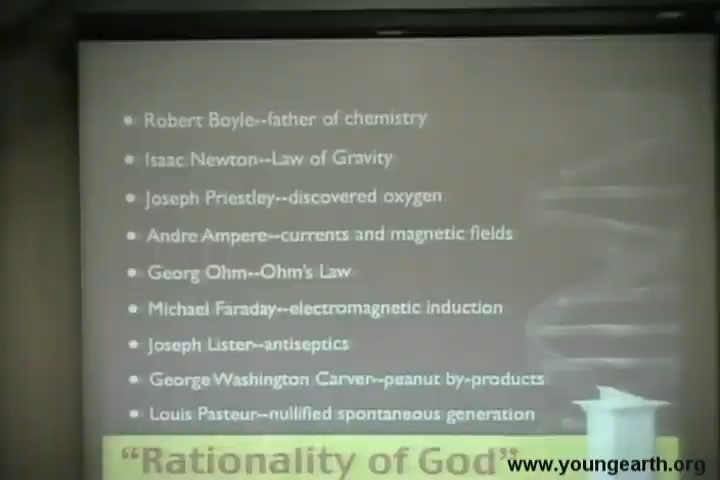 • Robert Boyle--father of chemistry
• Isaac Newton--Law of Gravity
• Joseph Priestley--discovered oxygen
• Andre Ampere--currents and magnetic fields
• Georg Ohm--Ohm's Law
• Michael Faraday--electromagnetic induction
• Joseph Lister--antiseptics
• George Washington Carver--peanut by-products
• Louis Pasteur--nullified spontaneous generation
“Rationality of God”
www.youngearth.org